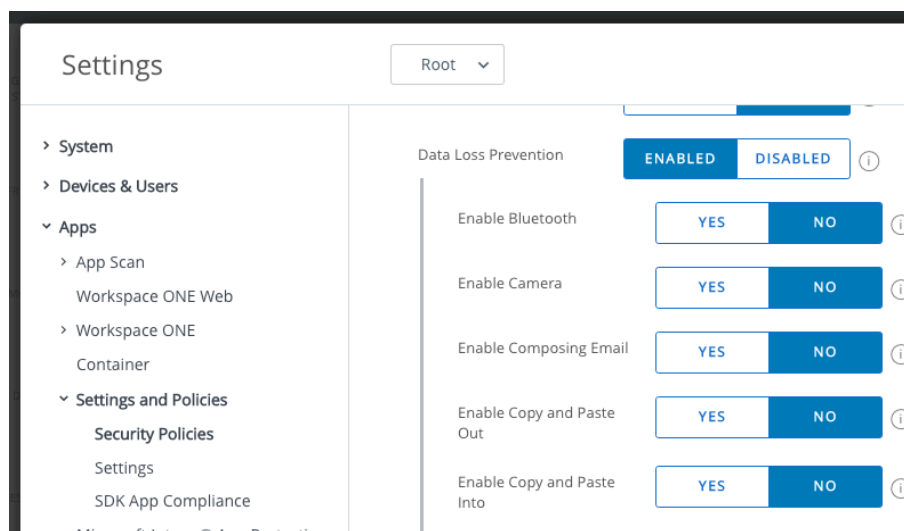 Settings
Root
System
Devices & Users
Apps
App Scan
Workspace ONE Web
Workspace ONE
Container
Settings and Policies
Security Policies
Settings
SDK App Compliance
Data Loss Prevention
ENABLED DISABLED
Enable Bluetooth
YES NO
Enable Camera
YES NO
Enable Composing Email
YES NO
Enable Copy and Paste
Out
YES NO
Enable Copy and Paste
Into
YES NO